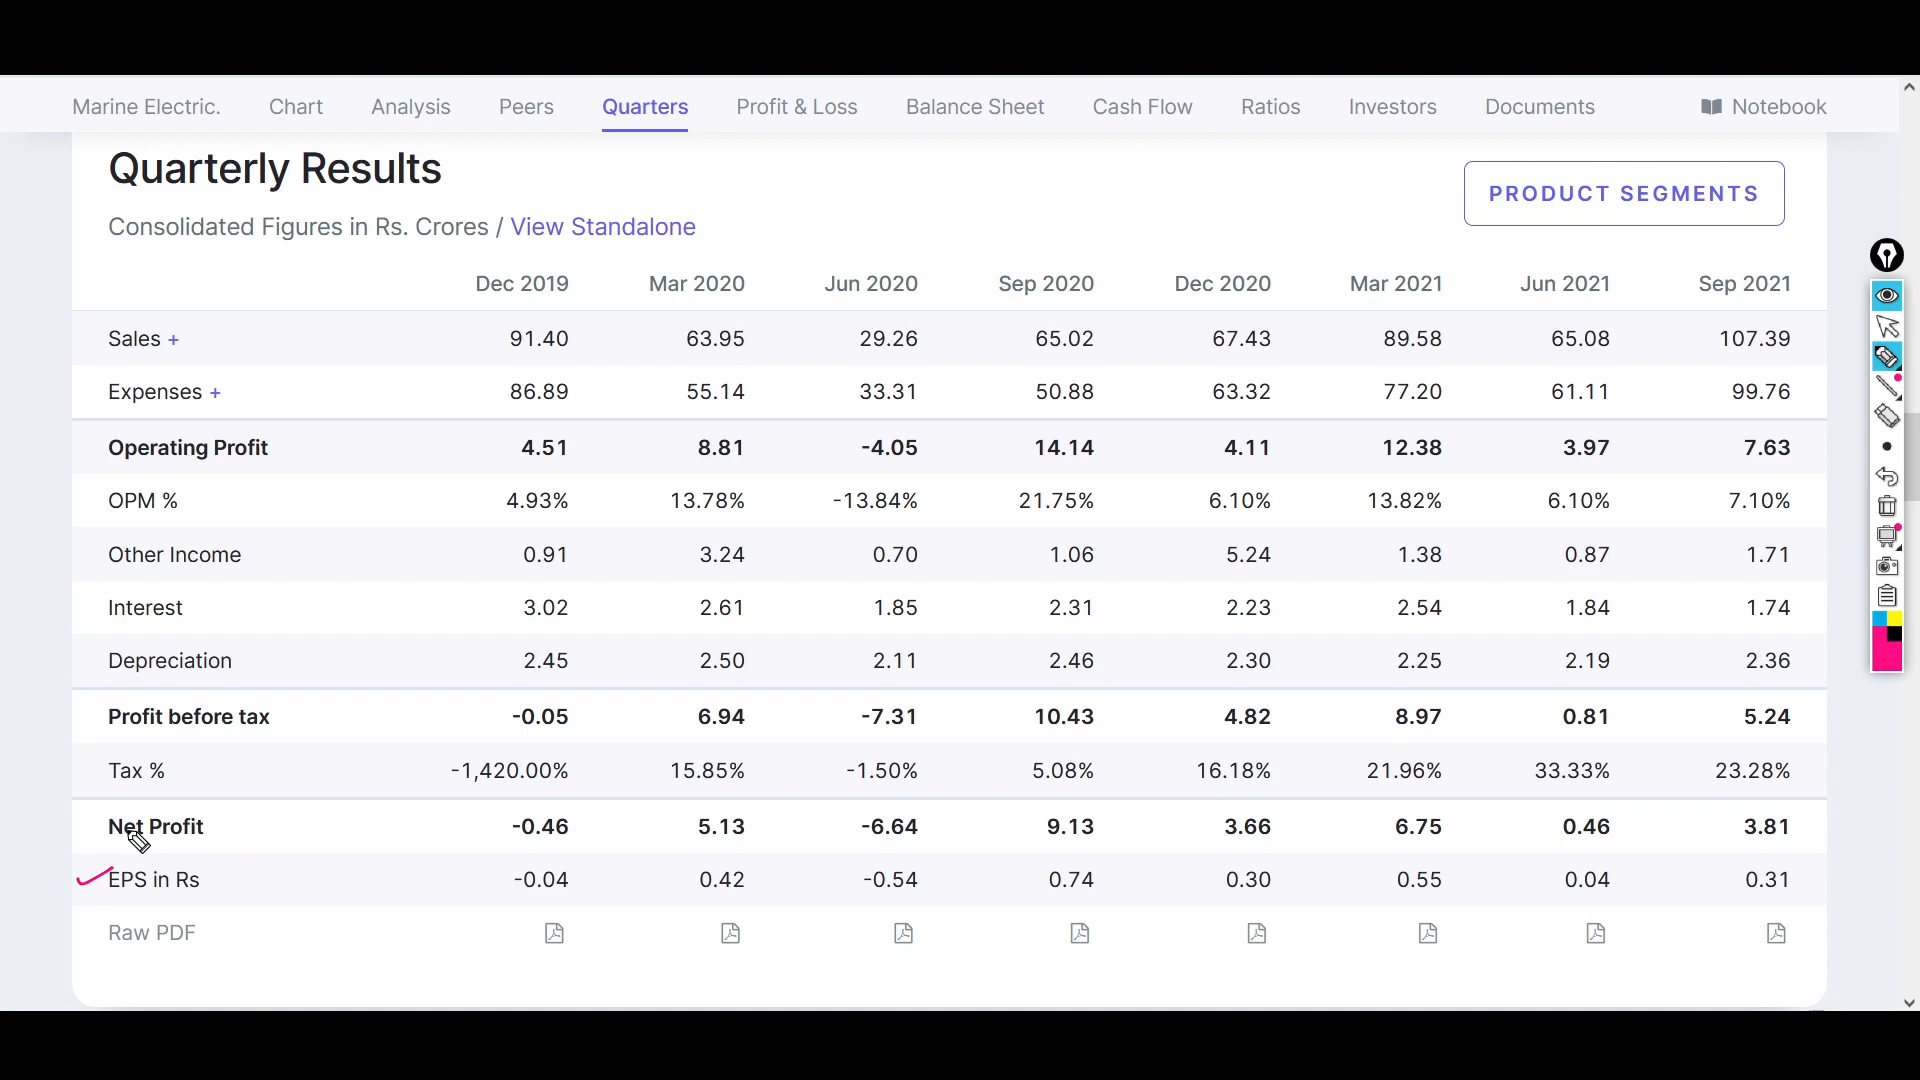 Marine Electric. Chart Analysis Peers Quarters Profit & Loss Balance Sheet Cash Flow Ratios Investors Documents Notebook
Quarterly Results
PRODUCT SEGMENTS
Consolidated Figures in Rs. Crores / View Standalone
Dec 2019 Mar 2020 Jun 2020 Sep 2020 Dec 2020 Mar 2021 Jun 2021 Sep 2021
Sales + 91.40 63.95 29.26 65.02 67.43 89.58 65.08 107.39
Expenses + 86.89 55.14 33.31 50.88 63.32 77.20 61.11 99.76
Operating Profit 4.51 8.81 -4.05 14.14 4.11 12.38 3.97 7.63
OPM % 4.93% 13.78% -13.84% 21.75% 6.10% 13.82% 6.10% 7.10%
Other Income 0.91 3.24 0.70 1.06 5.24 1.38 0.87 1.71
Interest 3.02 2.61 1.85 2.31 2.23 2.54 1.84 1.74
Depreciation 2.45 2.50 2.11 2.46 2.30 2.25 2.19 2.36
Profit before tax -0.05 6.94 -7.31 10.43 4.82 8.97 0.81 5.24
Tax % -1,420.00% 15.85% -1.50% 5.08% 16.18% 21.96% 33.33% 23.28%
Net Profit -0.46 5.13 -6.64 9.13 3.66 6.75 0.46 3.81
EPS in Rs -0.04 0.42 -0.54 0.74 0.30 0.55 0.04 0.31
Raw PDF